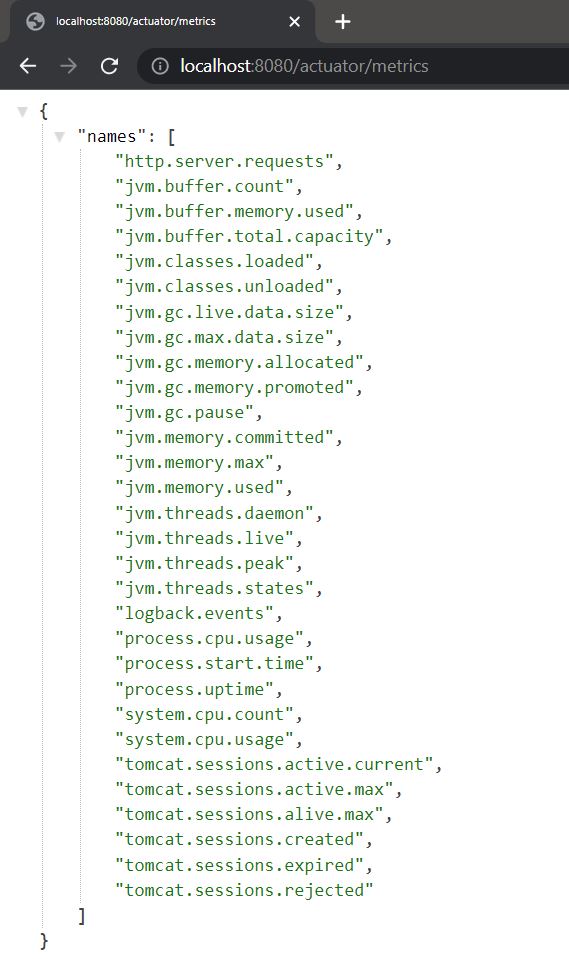 localhost:8080/actuator/metrics
localhost:8080/actuator/metrics
{
"names": [
"http.server.requests",
"jvm.buffer.count",
"jvm.buffer.memory.used",
"jvm.buffer.total.capacity",
"jvm.classes.loaded",
"jvm.classes.unloaded",
"jvm.gc.live.data.size",
"jvm.gc.max.data.size",
"jvm.gc.memory.allocated",
"jvm.gc.memory.promoted",
"jvm.gc.pause",
"jvm.memory.committed",
"jvm.memory.max",
"jvm.memory.used",
"jvm.threads.daemon",
"jvm.threads.live",
"jvm.threads.peak",
"jvm.threads.states",
"logback.events",
"process.cpu.usage",
"process.start.time",
"process.uptime",
"system.cpu.count",
"system.cpu.usage",
"tomcat.sessions.active.current",
"tomcat.sessions.active.max",
"tomcat.sessions.alive.max",
"tomcat.sessions.created",
"tomcat.sessions.expired",
"tomcat.sessions.rejected"
]
}